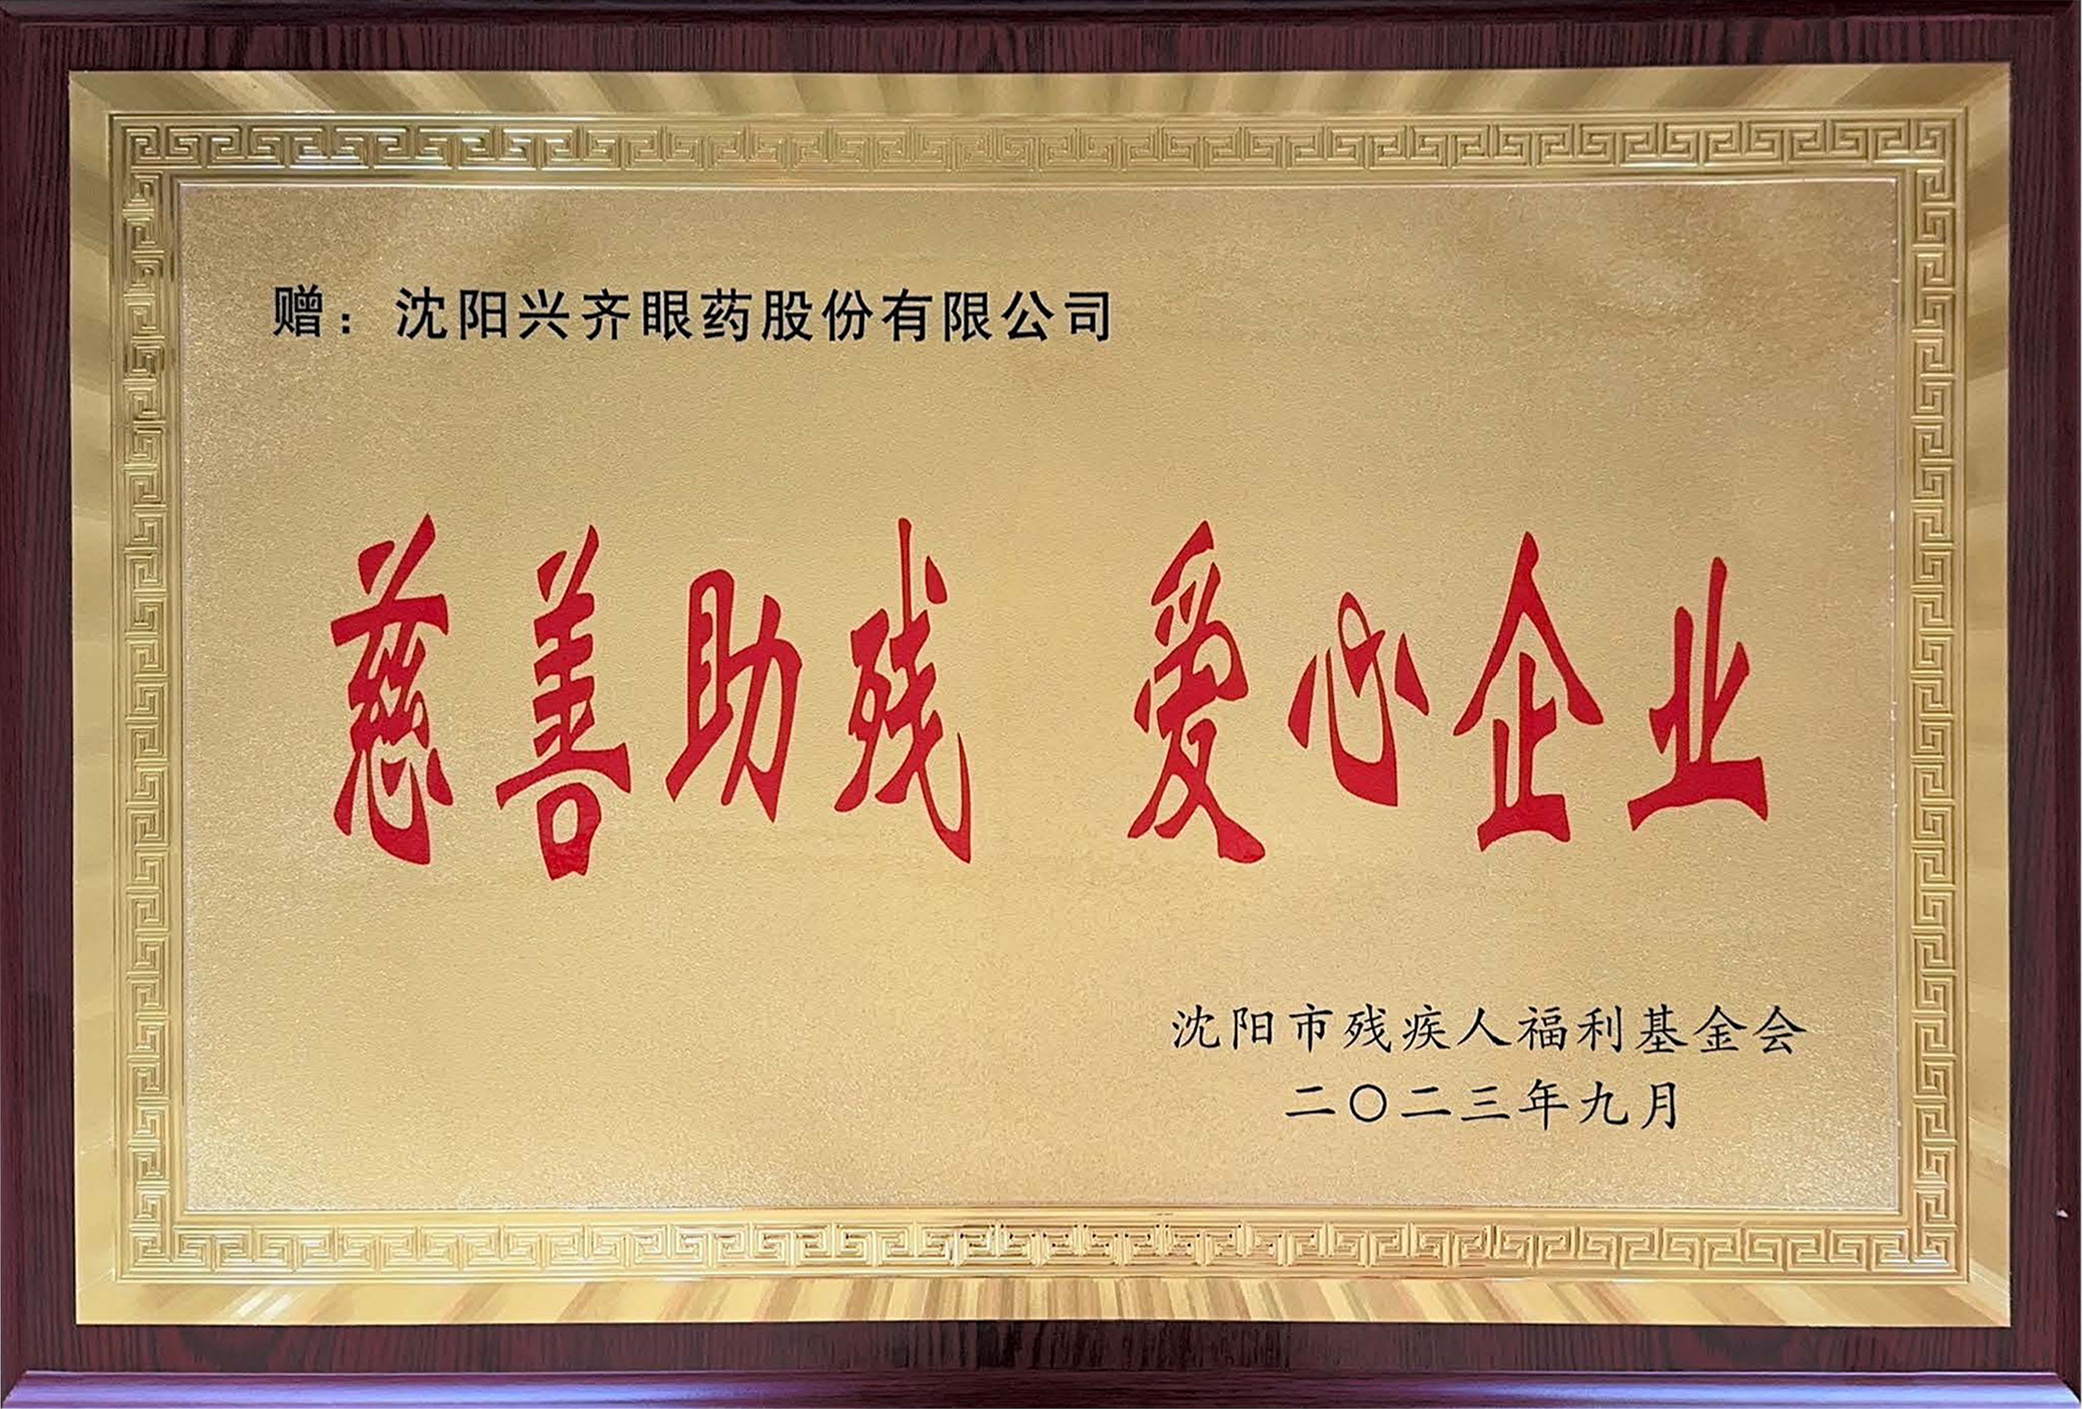 赠：沈阳兴齐眼药股份有限公司
慈善助残 爱心企业
沈阳市残疾人福利基金会
二〇二三年九月